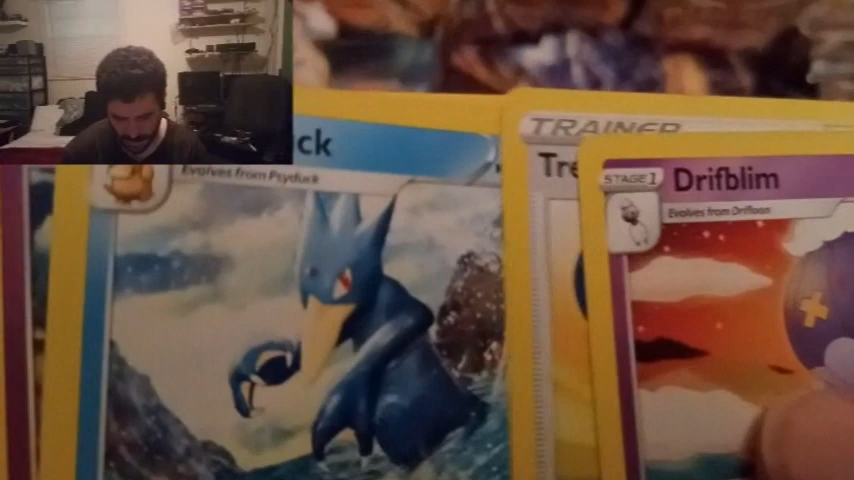 ck
Evolves from Psyduck
TRAINER
Tre
STAGE 1
Drifblim
Evolves from Drifloon